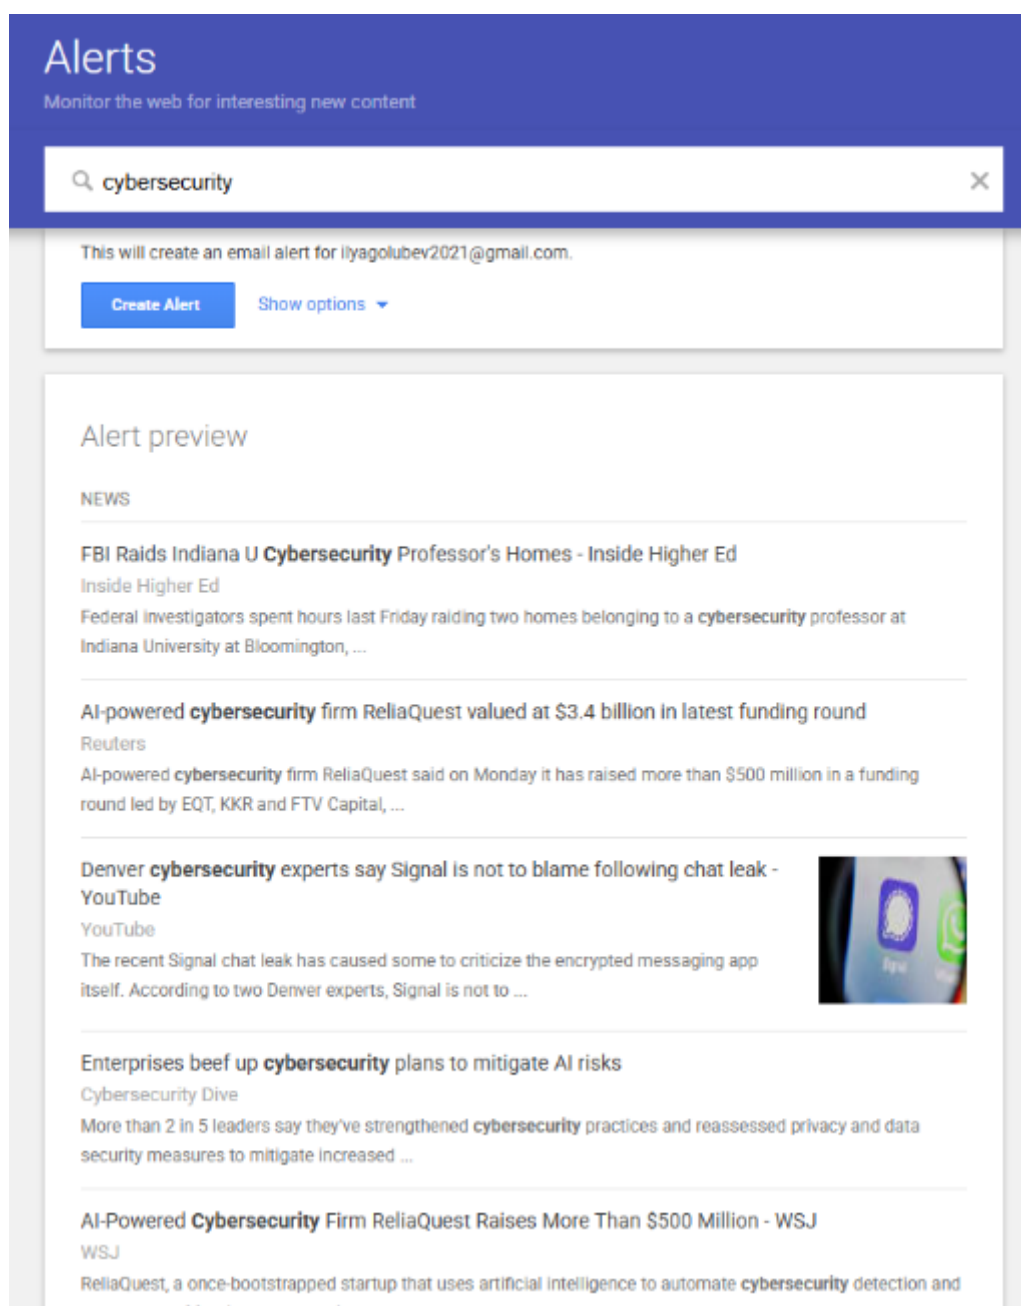 Alerts
Monitor the web for interesting new content
cybersecurity
This will create an email alert for ilyagolubev2021@gmail.com.
Create Alert
Show options
Alert preview
NEWS
FBI Raids Indiana U Cybersecurity Professor's Homes - Inside Higher Ed
Inside Higher Ed
Federal investigators spent hours last Friday raiding two homes belonging to a cybersecurity professor at
Indiana University at Bloomington, ...
AI-powered cybersecurity firm ReliaQuest valued at $3.4 billion in latest funding round
Reuters
AI-powered cybersecurity firm ReliaQuest said on Monday it has raised more than $500 million in a funding
round led by EQT, KKR and FTV Capital, ...
Denver cybersecurity experts say Signal is not to blame following chat leak -
YouTube
YouTube
The recent Signal chat leak has caused some to criticize the encrypted messaging app
itself. According to two Denver experts, Signal is not to ...
Signal
Enterprises beef up cybersecurity plans to mitigate AI risks
Cybersecurity Dive
More than 2 in 5 leaders say they've strengthened cybersecurity practices and reassessed privacy and data
security measures to mitigate increased ...
AI-Powered Cybersecurity Firm ReliaQuest Raises More Than $500 Million - WSJ
WSJ
ReliaQuest, a once-bootstrapped startup that uses artificial intelligence to automate cybersecurity detection and